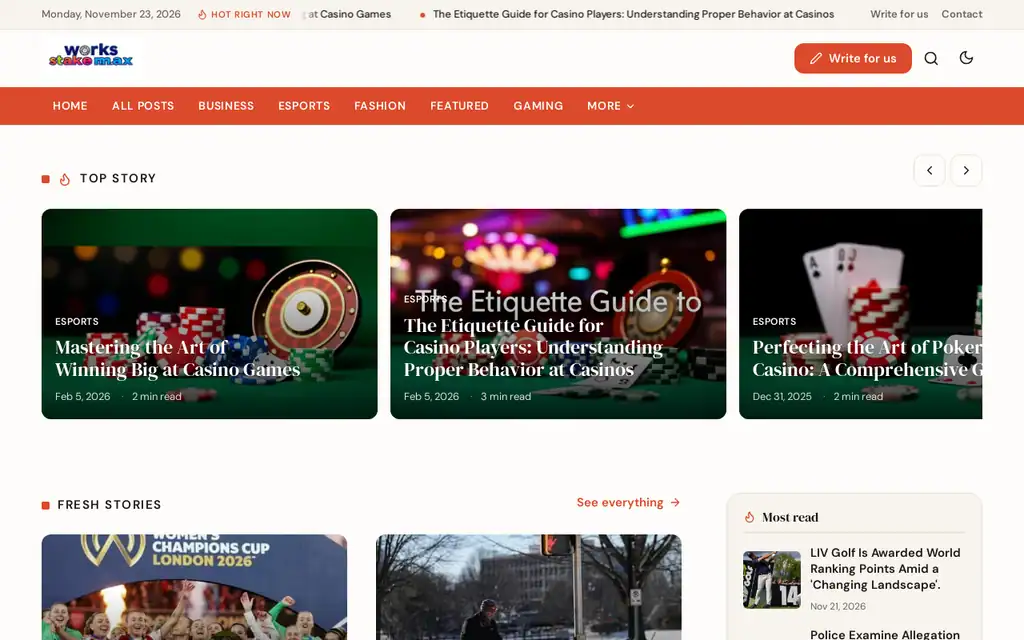 Monday, November 23, 2026
HOT RIGHT NOW
at Casino Games
The Etiquette Guide for Casino Players: Understanding Proper Behavior at Casinos
Write for us
Contact
works
stake max
Write for us
HOME
ALL POSTS
BUSINESS
ESPORTS
FASHION
FEATURED
GAMING
MORE
TOP STORY
ESPORTS
Mastering the Art of
Winning Big at Casino Games
Feb 5, 2026 · 2 min read
The Etiquette Guide to
ESPORTS
The Etiquette Guide for
Casino Players: Understanding
Proper Behavior at Casinos
Feb 5, 2026 · 3 min read
A
ESPORTS
Perfecting the Art of Poker
Casino: A Comprehensive G
Dec 31, 2025 · 2 min read
FRESH STORIES
See everything
WOMEN'S
CHAMPIONS CUP
LONDON 2026
Most read
LIV Golf Is Awarded World
Ranking Points Amid a
'Changing Landscape'.
Nov 21, 2026
14
Police Examine Allegation